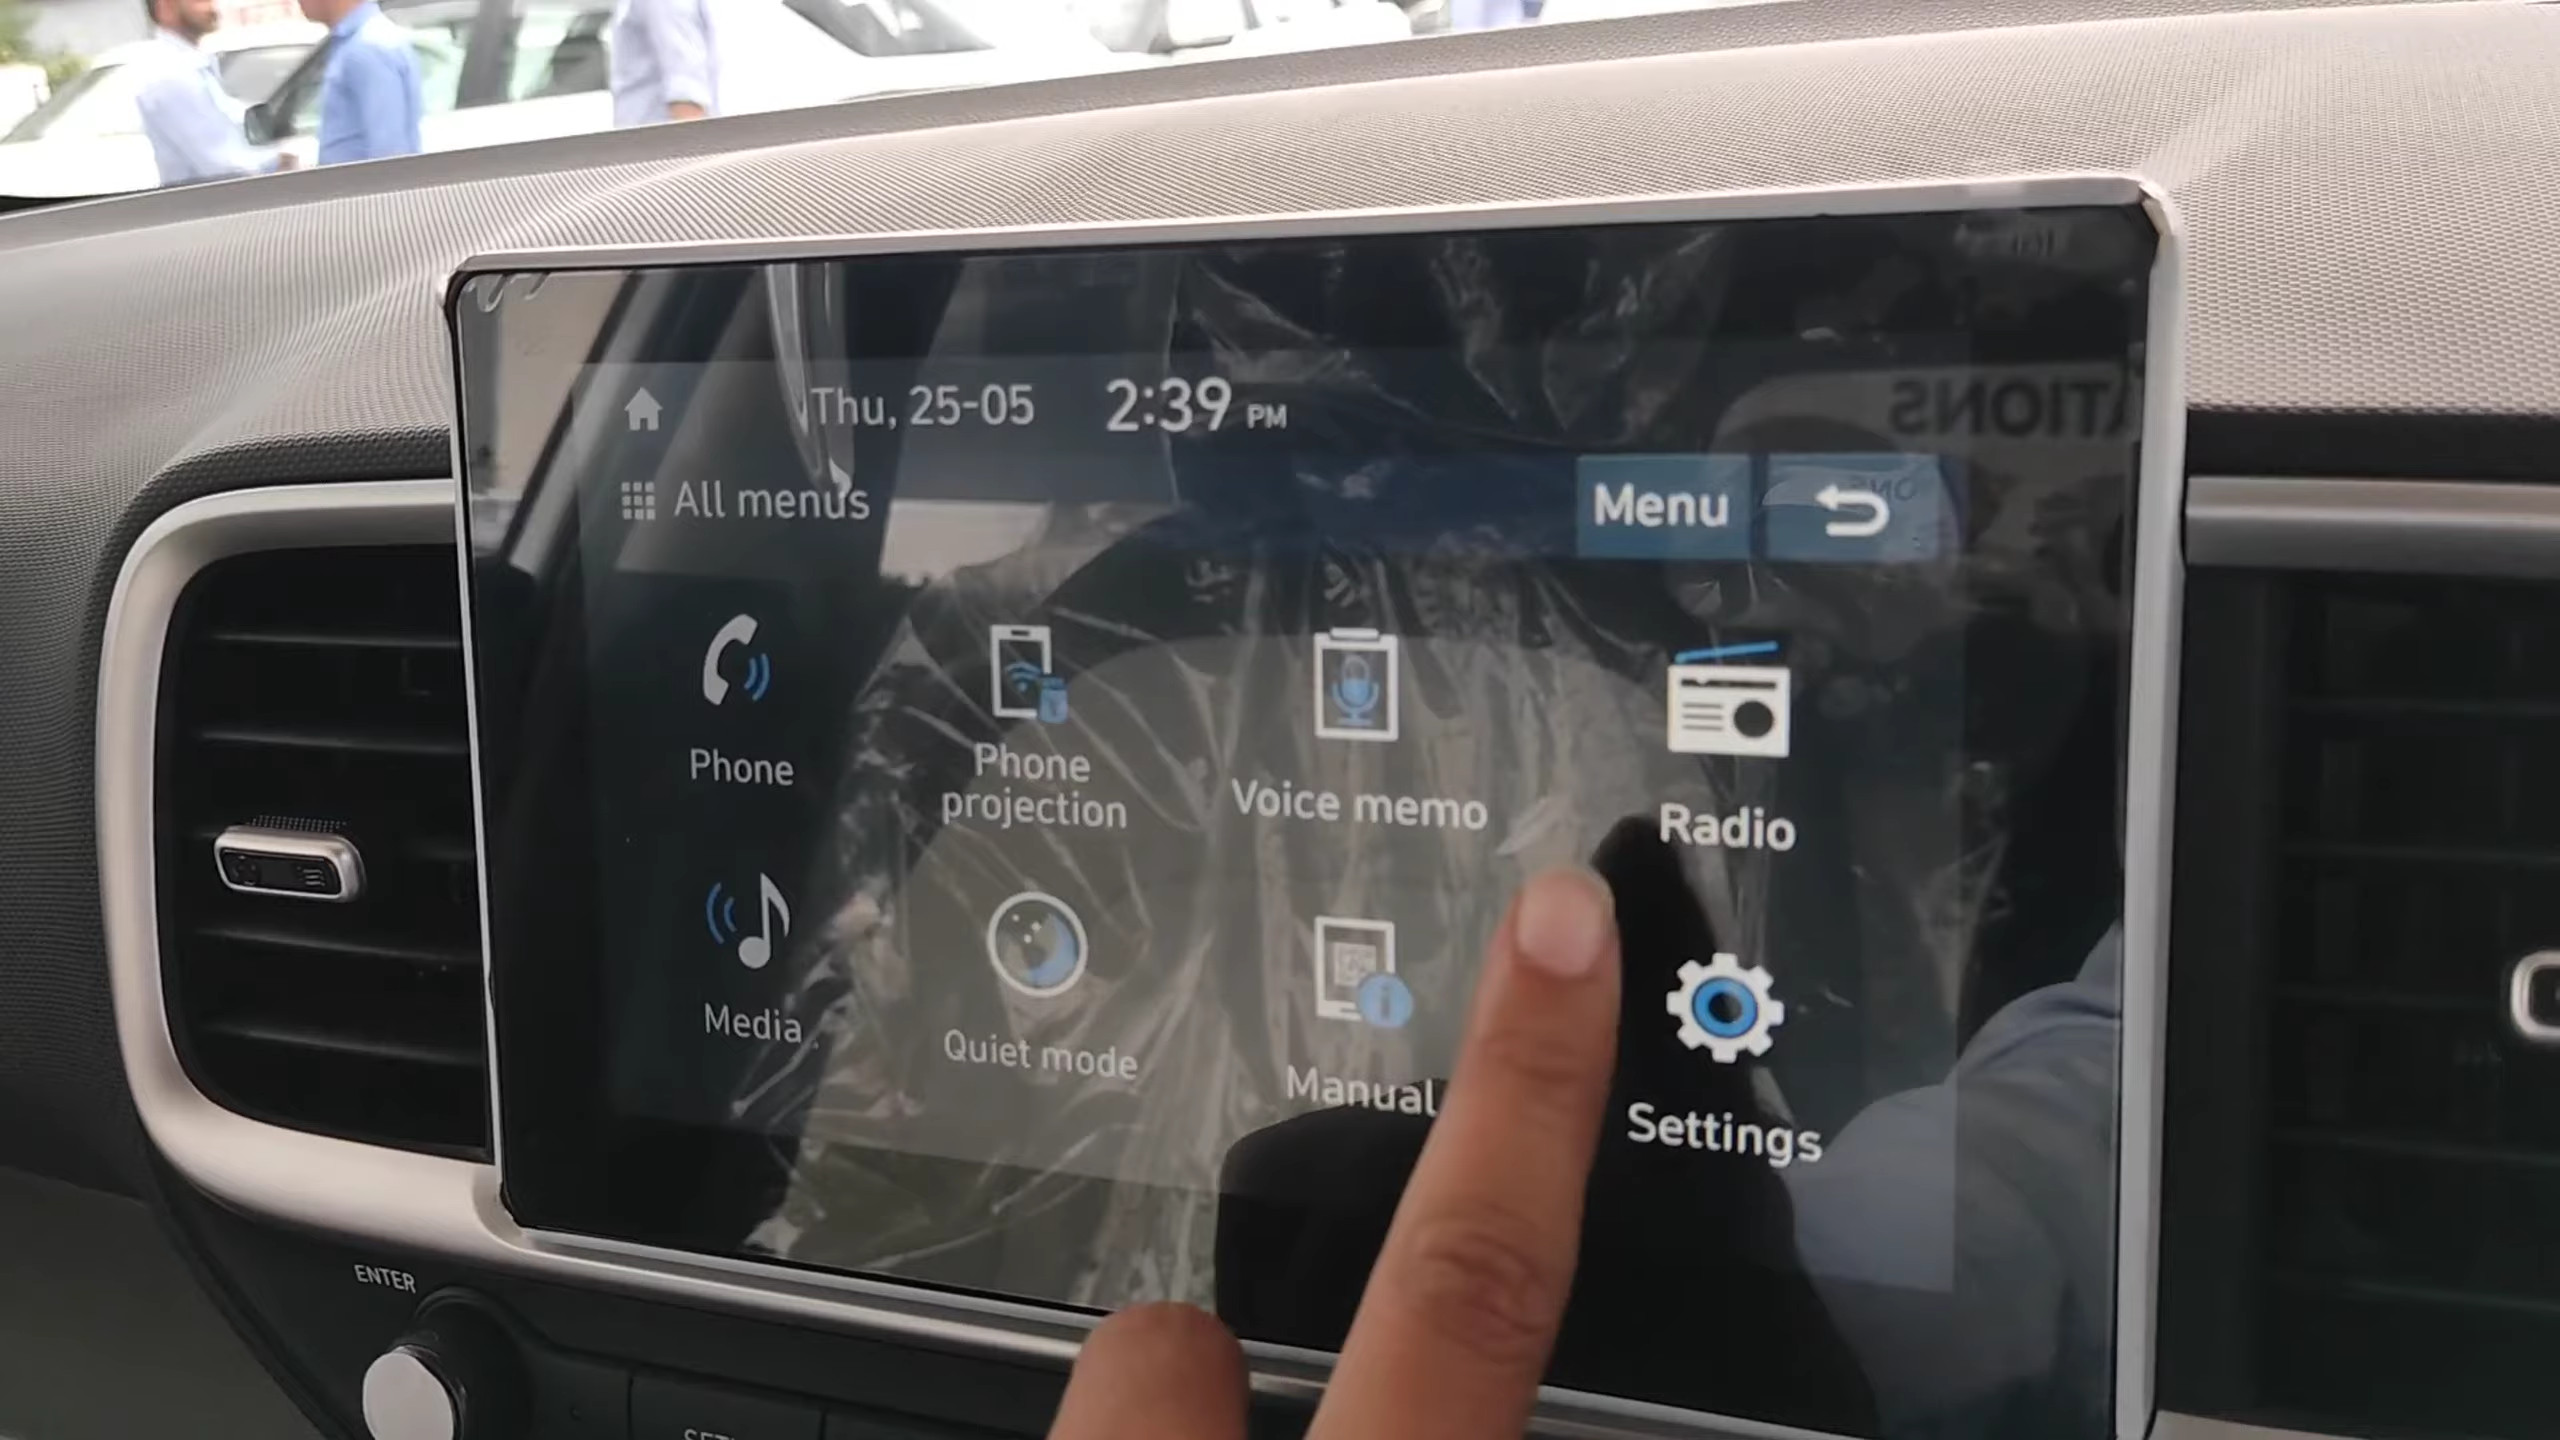 Thu, 25-05 2:39 PM
All menus
Menu
Phone
Phone projection
Voice memo
Radio
Media
Quiet mode
Manual
Settings
ENTER